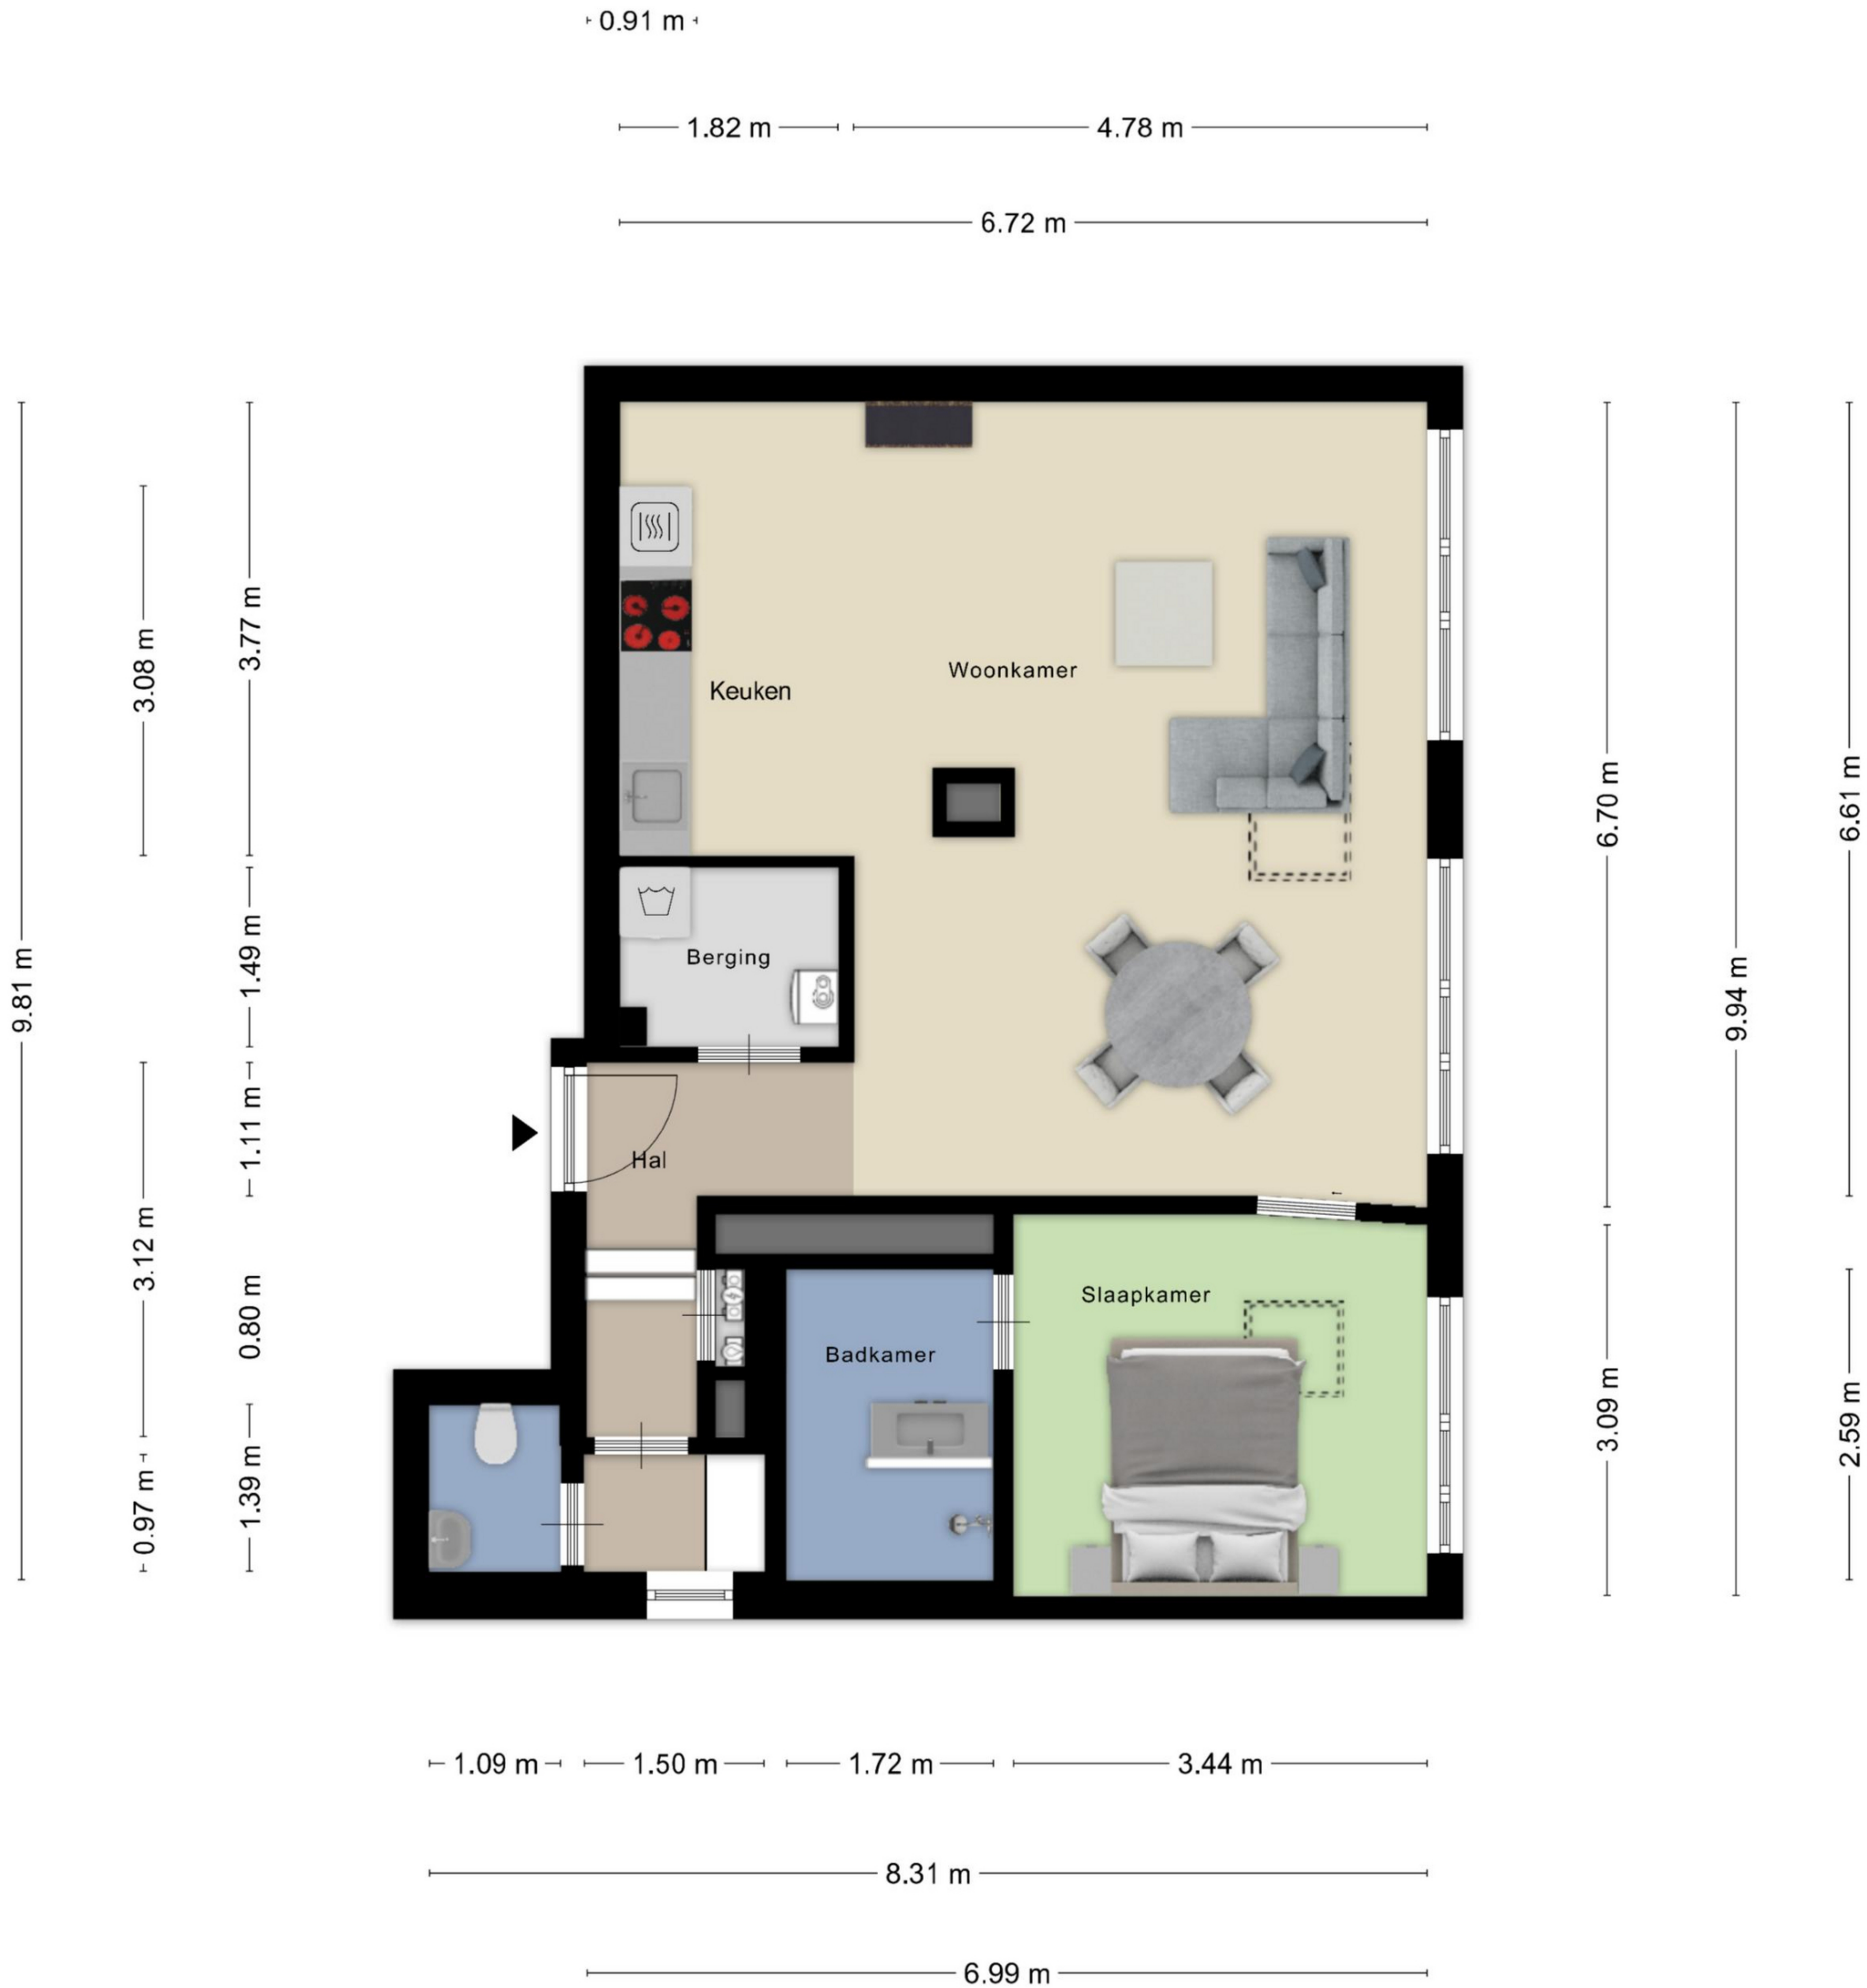 0.91 m
1.82 m
4.78 m
6.72 m
9.81 m
3.08 m
3.77 m
1.49 m
1.11 m
3.12 m
0.80 m
0.97 m
1.39 m
Keuken
Woonkamer
Berging
Hal
Slaapkamer
Badkamer
6.70 m
9.94 m
6.61 m
3.09 m
2.59 m
1.09 m
1.50 m
1.72 m
3.44 m
8.31 m
6.99 m